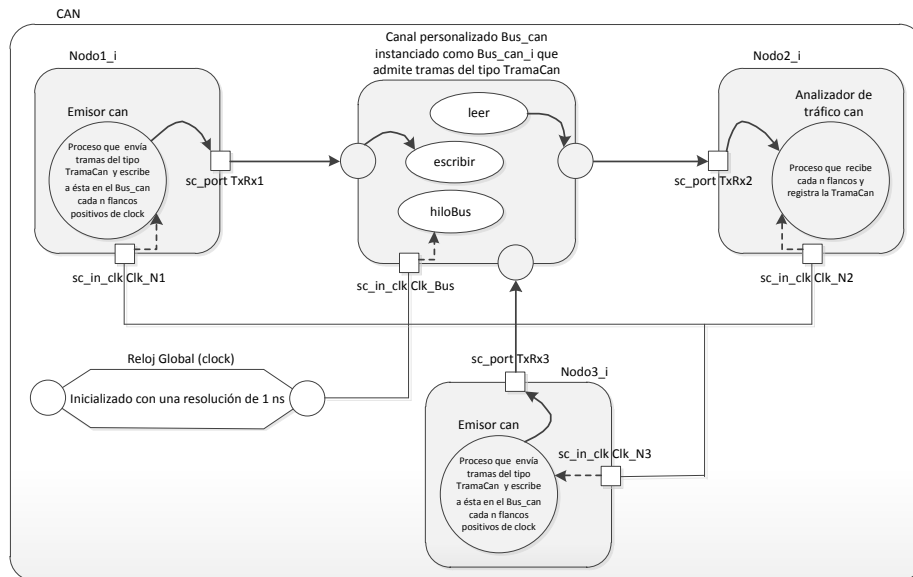 CAN
Nodo1_i
Emisor can
Proceso que envía
tramas del tipo
TramaCan y escribe
a ésta en el Bus_can
cada n flancos
positivos de clock
sc_port TxRx1
sc_in_clk Clk_N1
Canal personalizado Bus_can
instanciado como Bus_can_i que
admite tramas del tipo TramaCan
leer
escribir
hiloBus
sc_in_clk Clk_Bus
Nodo2_i
Analizador de
tráfico can
Proceso que recibe
cada n flancos y
registra la TramaCan
sc_port TxRx2
sc_in_clk Clk_N2
Reloj Global (clock)
Inicializado con una resolución de 1 ns
sc_port TxRx3
Nodo3_i
Emisor can
sc_in_clk Clk_N3
Proceso que envía
tramas del tipo
TramaCan y escribe
a ésta en el Bus_can
cada n flancos
positivos de clock